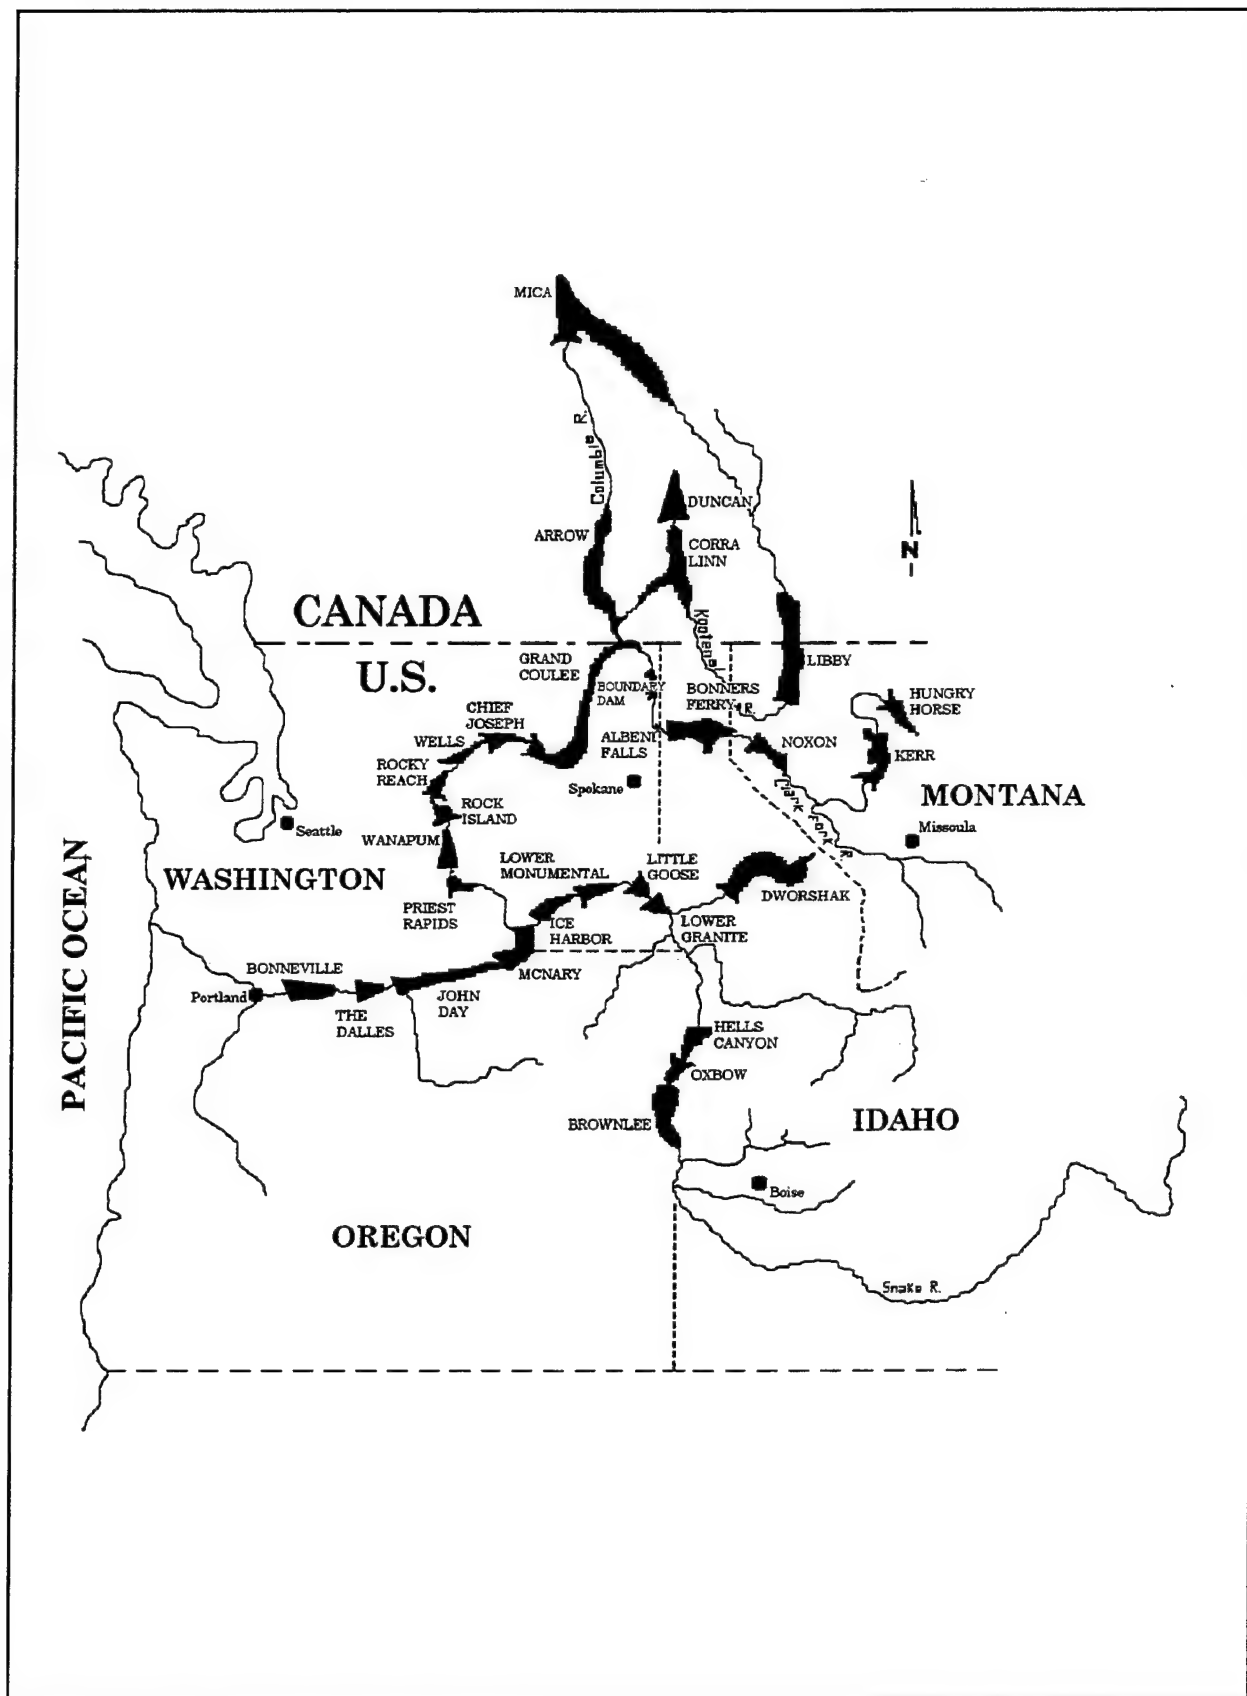 MICA
Columbia R.
DUNCAN
ARROW
CORRA
LINN
N
CANADA
Kootenai
R.
GRAND
COULEE
LIBBY
U.S.
BOUNDARY
DAM
BONNERS
FERRY
HUNGRY
HORSE
CHIEF
JOSEPH
WELLS
ALBENI
FALLS
NOXON
KERR
ROCKY
REACH
Spokane
Clark Fork R.
MONTANA
ROCK
ISLAND
Seattle
WANAPUM
Missoula
LOWER
MONUMENTAL
LITTLE
GOOSE
WASHINGTON
DWORSHAK
PRIEST
RAPIDS
ICE
HARBOR
LOWER
GRANITE
PACIFIC OCEAN
BONNEVILLE
MCNARY
Portland
JOHN
DAY
THE
DALLES
HELLS
CANYON
OXBOW
BROWNLEE
IDAHO
Boise
OREGON
Snake R.